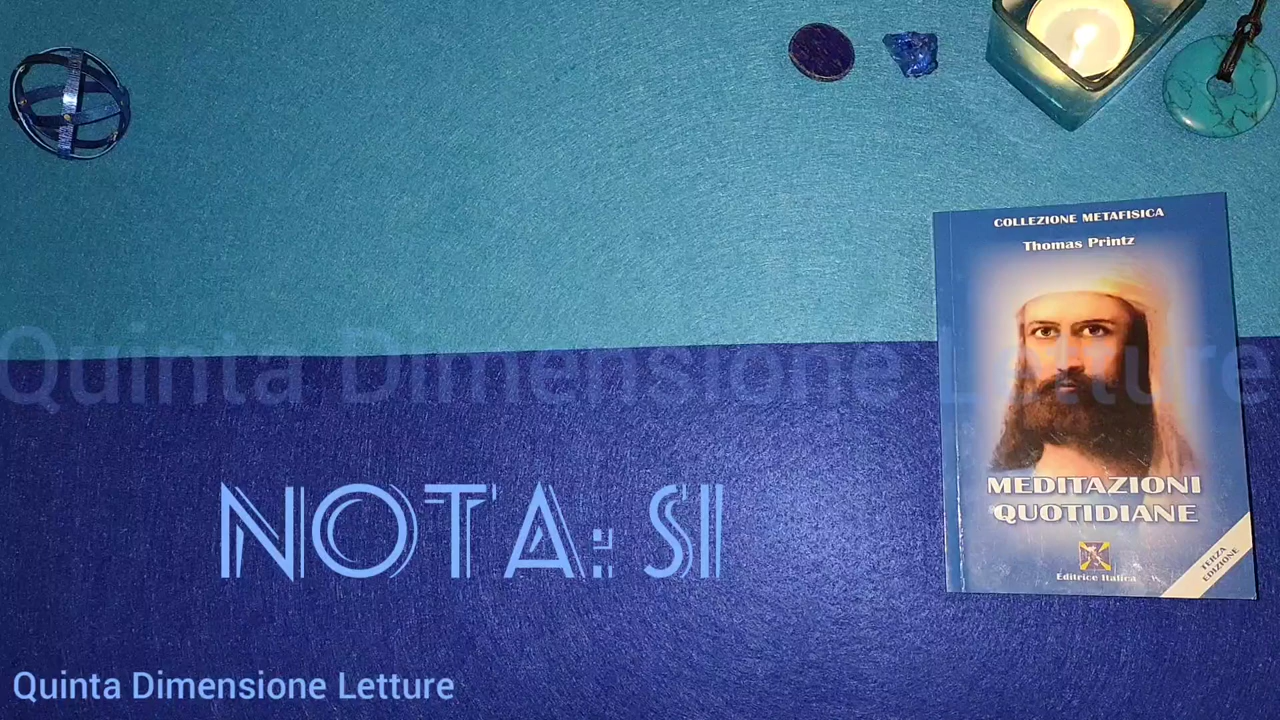 COLLEZIONE METAFISICA
Thomas Printz
Quinta Dimensione Letture
MEDITAZIONI
QUOTIDIANE
NOTA: SI
TERZA
EDIZIONE
Editrice Italica
Quinta Dimensione Letture